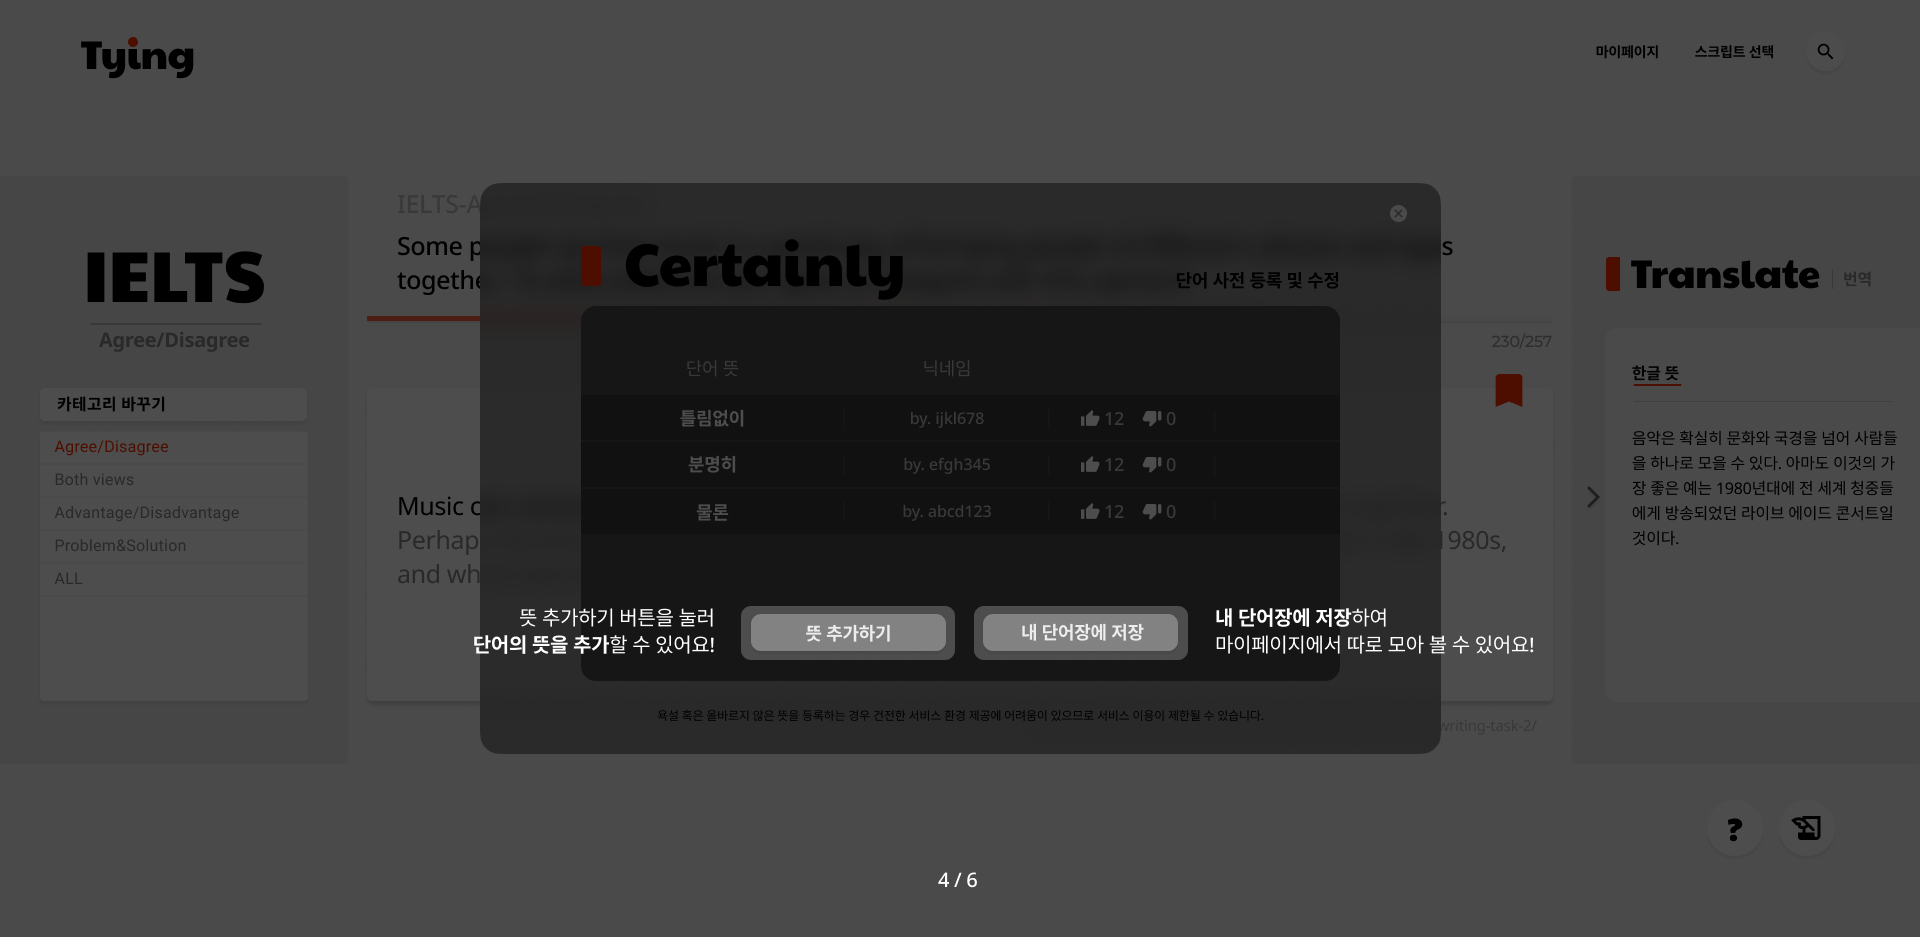 Tying
마이페이지
스크립트 선택
IELTS
Agree/Disagree
카테고리 바꾸기
Agree/Disagree
Both views
Advantage/Disadvantage
Problem&Solution
ALL
IELTS-A
Some p
s
togethe
230/257
Music c
r.
Perhap
1980s,
and wh
writing-task-2/
Certainly
단어 사전 등록 및 수정
단어 뜻 닉네임
틀림없이 by. ijkl678 12 0
분명히 by. efgh345 12 0
물론 by. abcd123 12 0
뜻 추가하기 버튼을 눌러
단어의 뜻을 추가할 수 있어요!
뜻 추가하기
내 단어장에 저장
내 단어장에 저장하여
마이페이지에서 따로 모아 볼 수 있어요!
욕설 혹은 올바르지 않은 뜻을 등록하는 경우 건전한 서비스 환경 제공에 어려움이 있으므로 서비스 이용이 제한될 수 있습니다.
Translate 번역
한글 뜻
음악은 확실히 문화와 국경을 넘어 사람들
을 하나로 모을 수 있다. 아마도 이것의 가
장 좋은 예는 1980년대에 전 세계 청중들
에게 방송되었던 라이브 에이드 콘서트일
것이다.
?
4 / 6